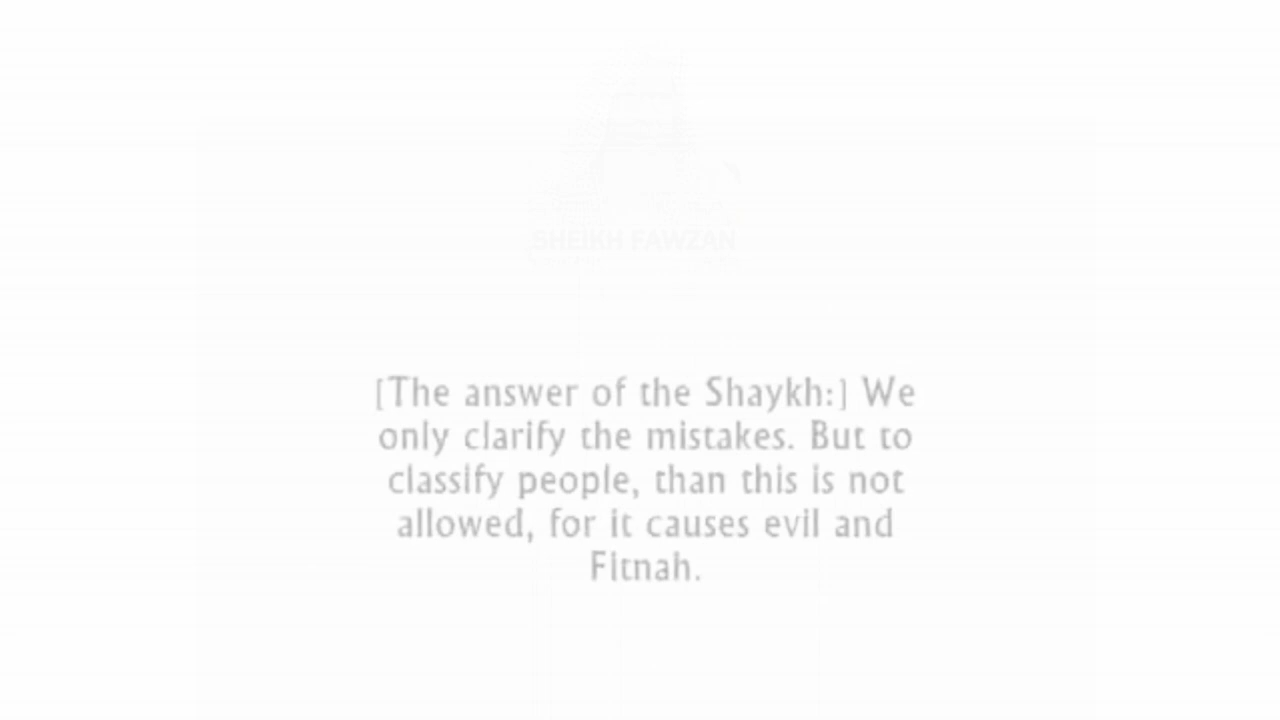 SHEIKH FAWZAN
[The answer of the Shaykh:] We
only clarify the mistakes. But to
classify people, than this is not
allowed, for it causes evil and
Fitnah.